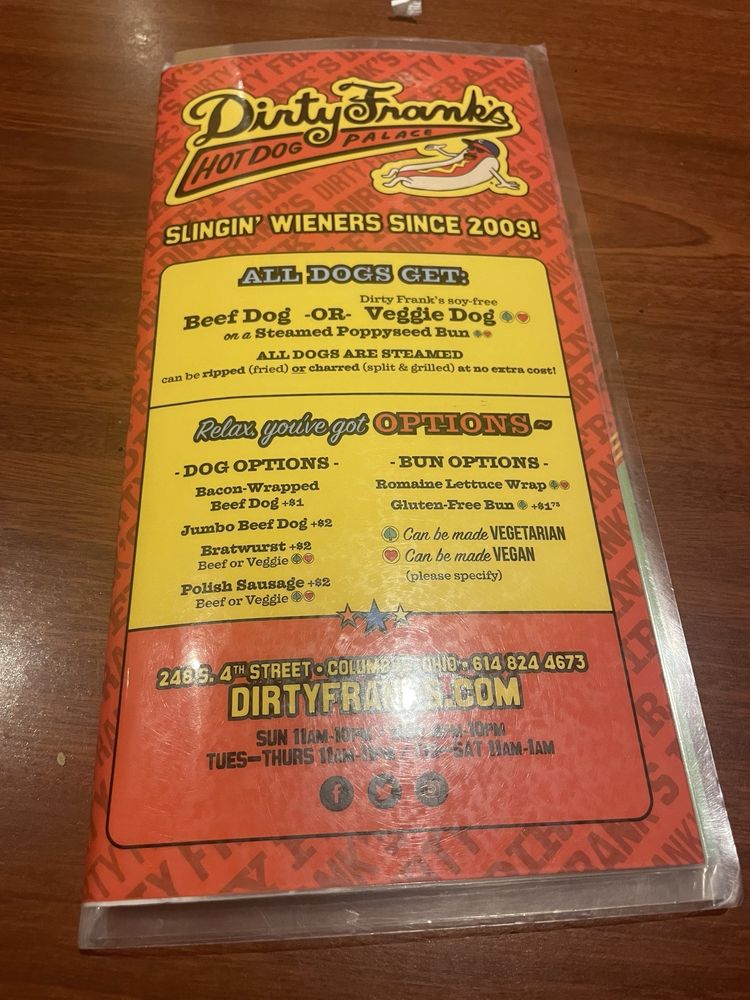 Dirty Frank's
HOT DOG PALACE
SLINGIN' WIENERS SINCE 2009!
ALL DOGS GET:
Dirty Frank's soy-free
Beef Dog -OR- Veggie Dog
on a Steamed Poppyseed Bun
ALL DOGS ARE STEAMED
can be ripped (fried) or charred (split & grilled) at no extra cost!
Relax, you've got OPTIONS~
- DOG OPTIONS -
Bacon-Wrapped
Beef Dog +$1
Jumbo Beef Dog +$2
Bratwurst +$2
Beef or Veggie
Polish Sausage +$2
Beef or Veggie
- BUN OPTIONS -
Romaine Lettuce Wrap
Gluten-Free Bun +$1⁷⁵
Can be made VEGETARIAN
Can be made VEGAN
(please specify)
248 S. 4TH STREET • COLUMBUS, OHIO • 614 824 4673
DIRTYFRANKS.COM
SUN 11AM-10PM
TUES-THURS 11AM- SAT 11AM-1AM